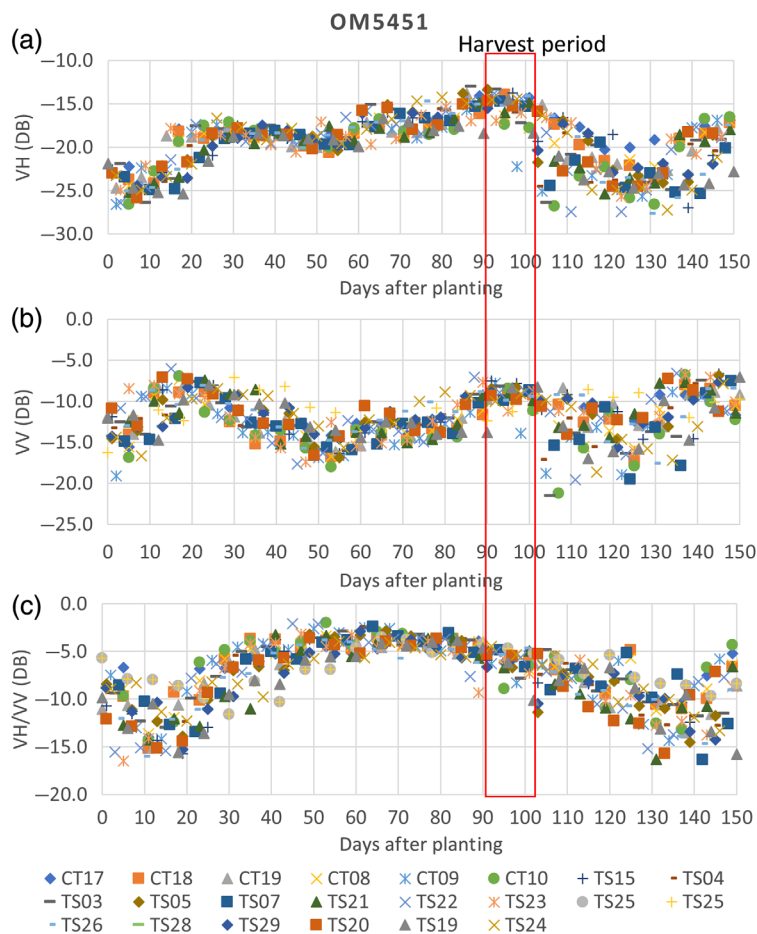 OM5451
(a)
Harvest period
−10.0
−15.0
−20.0
−25.0
−30.0
VH (DB)
0 10 20 30 40 50 60 70 80 90 100 110 120 130 140 150
Days after planting
(b)
0.0
−5.0
−10.0
−15.0
−20.0
−25.0
VV (DB)
0 10 20 30 40 50 60 70 80 90 100 110 120 130 140 150
Days after planting
(c)
0.0
−5.0
−10.0
−15.0
−20.0
VH/VV (DB)
0 10 20 30 40 50 60 70 80 90 100 110 120 130 140 150
Days after planting
CT17 CT18 CT19 CT08 CT09 CT10 TS15 TS04
TS03 TS05 TS07 TS21 TS22 TS23 TS25 TS25
TS26 TS28 TS29 TS20 TS19 TS24